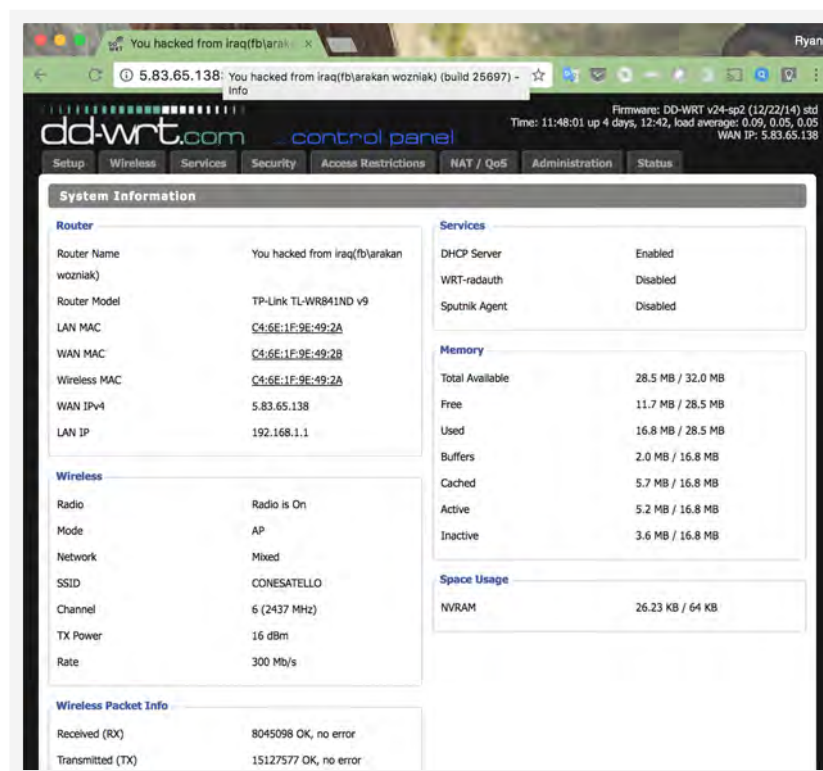 You hacked from iraq(fb\arak
Ryan
5.83.65.138
You hacked from iraq(fb\arakan wozniak) (build 25697) -
Info
dd-wrt.com ... control panel
Firmware: DD-WRT v24-sp2 (12/22/14) std
Time: 11:48:01 up 4 days, 12:42, load average: 0.09, 0.05, 0.05
WAN IP: 5.83.65.138
Setup Wireless Services Security Access Restrictions NAT / QoS Administration Status
System Information
Router
Router Name You hacked from iraq(fb\arakan
wozniak)
Router Model TP-Link TL-WR841ND v9
LAN MAC C4:6E:1F:9E:49:2A
WAN MAC C4:6E:1F:9E:49:2B
Wireless MAC C4:6E:1F:9E:49:2A
WAN IPv4 5.83.65.138
LAN IP 192.168.1.1
Wireless
Radio Radio is On
Mode AP
Network Mixed
SSID CONESATELLO
Channel 6 (2437 MHz)
TX Power 16 dBm
Rate 300 Mb/s
Wireless Packet Info
Received (RX) 8045098 OK, no error
Transmitted (TX) 15127577 OK, no error
Services
DHCP Server Enabled
WRT-radauth Disabled
Sputnik Agent Disabled
Memory
Total Available 28.5 MB / 32.0 MB
Free 11.7 MB / 28.5 MB
Used 16.8 MB / 28.5 MB
Buffers 2.0 MB / 16.8 MB
Cached 5.7 MB / 16.8 MB
Active 5.2 MB / 16.8 MB
Inactive 3.6 MB / 16.8 MB
Space Usage
NVRAM 26.23 KB / 64 KB